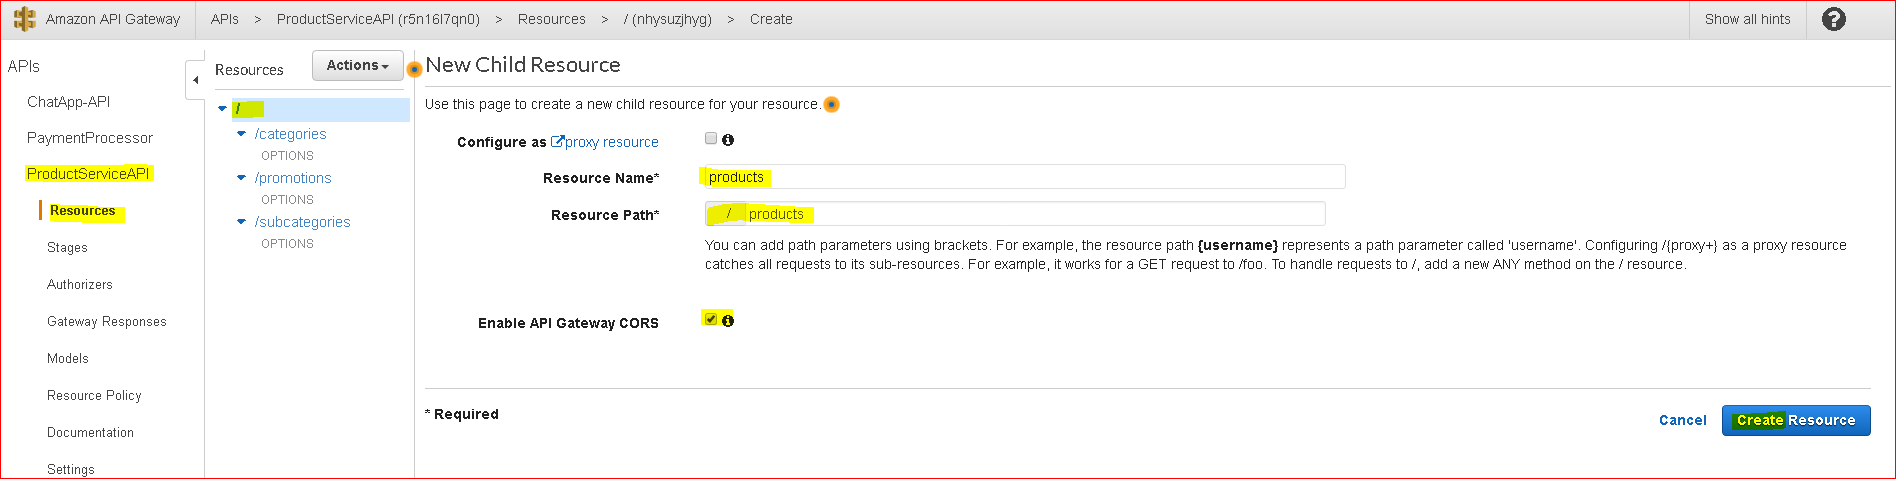 Amazon API Gateway
APIs > ProductServiceAPI (r5n16l7qn0) > Resources > / (nhysuzjhyg) > Create
Show all hints
?
APIs
ChatApp-API
PaymentProcessor
ProductServiceAPI
Resources
Stages
Authorizers
Gateway Responses
Models
Resource Policy
Documentation
Settings
Resources
Actions
/
/categories
OPTIONS
/promotions
OPTIONS
/subcategories
OPTIONS
New Child Resource
Use this page to create a new child resource for your resource.
Configure as proxy resource
Resource Name* products
Resource Path* / products
You can add path parameters using brackets. For example, the resource path {username} represents a path parameter called 'username'. Configuring /{proxy+} as a proxy resource
catches all requests to its sub-resources. For example, it works for a GET request to /foo. To handle requests to /, add a new ANY method on the / resource.
Enable API Gateway CORS
* Required
Cancel
Create Resource